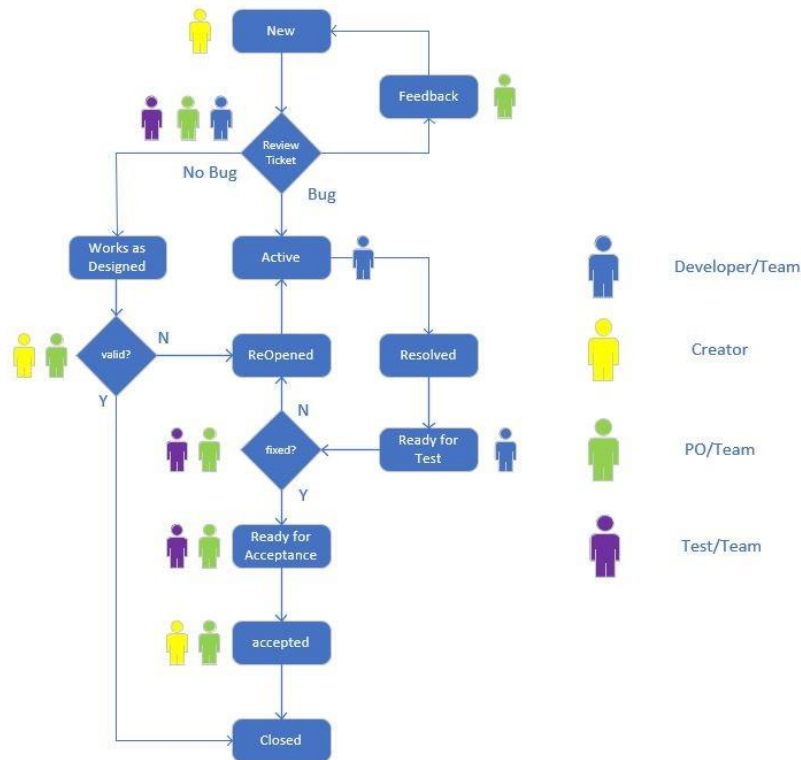 New
Feedback
Review
Ticket
No Bug
Bug
Works as
Designed
Active
Developer/Team
valid?
N
ReOpened
Resolved
Creator
Y
N
fixed?
Ready for
Test
PO/Team
Y
Ready for
Acceptance
Test/Team
accepted
Closed